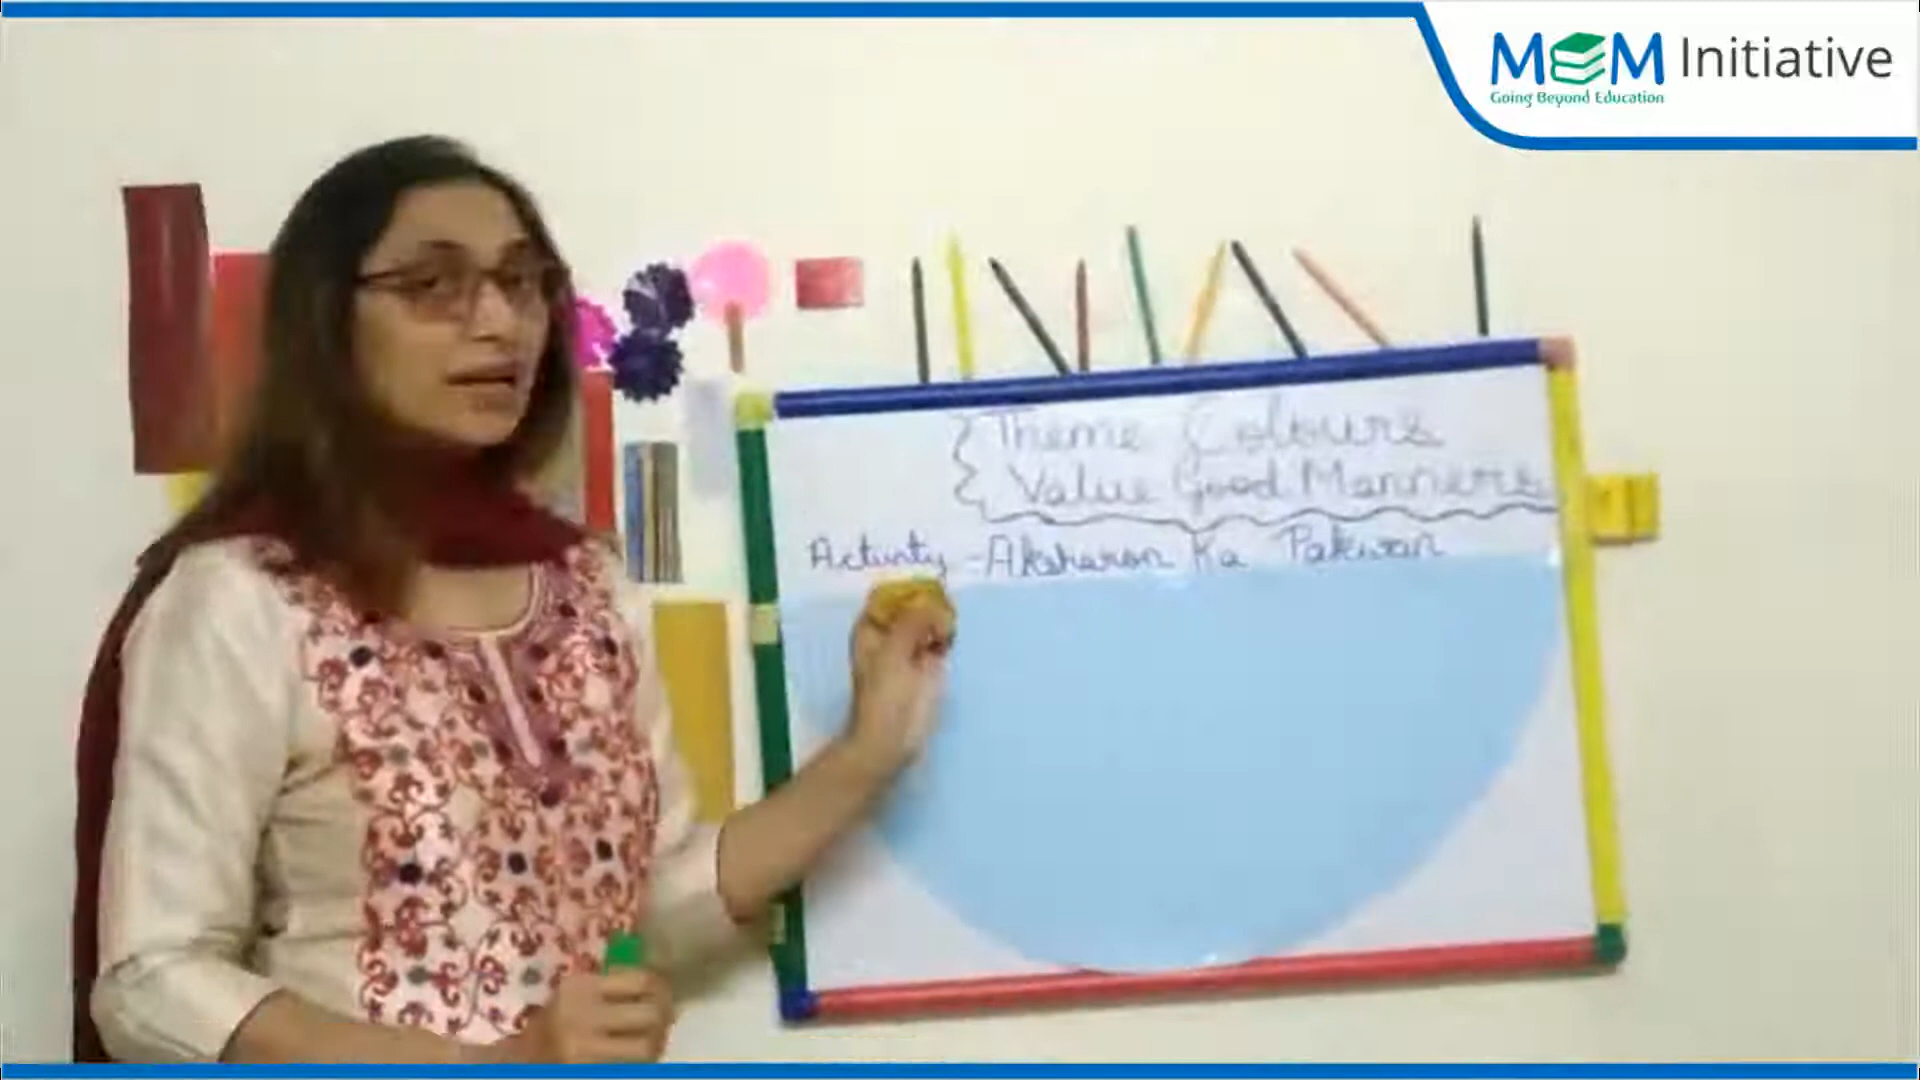 MEM Initiative
Going Beyond Education
Theme Colours
Value Good Manners
Activity - Aksharon Ka Pakwan